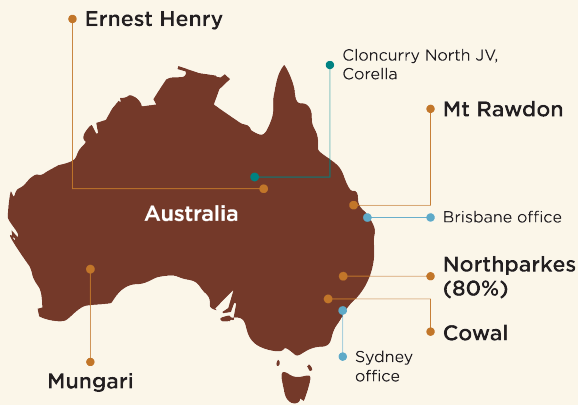 Ernest Henry
Cloncurry North JV,
Corella
Mt Rawdon
Australia
Brisbane office
Northparkes
(80%)
Cowal
Sydney
office
Mungari